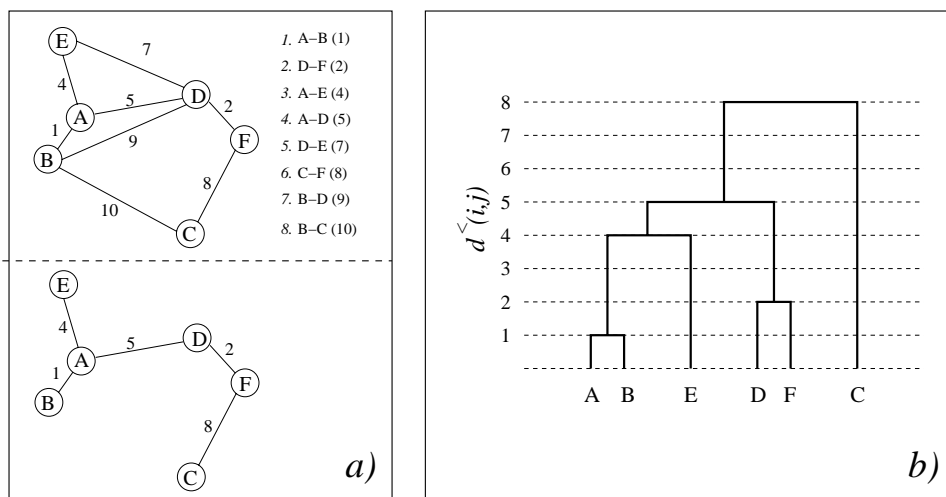 E
7
4
5
D
2
A
1
9
F
B
8
10
C
1. A–B (1)
2. D–F (2)
3. A–E (4)
4. A–D (5)
5. D–E (7)
6. C–F (8)
7. B–D (9)
8. B–C (10)
E
4
5
D
2
A
1
F
B
8
C
a)
d^<(i,j)
8
7
6
5
4
3
2
1
A B E D F C
b)